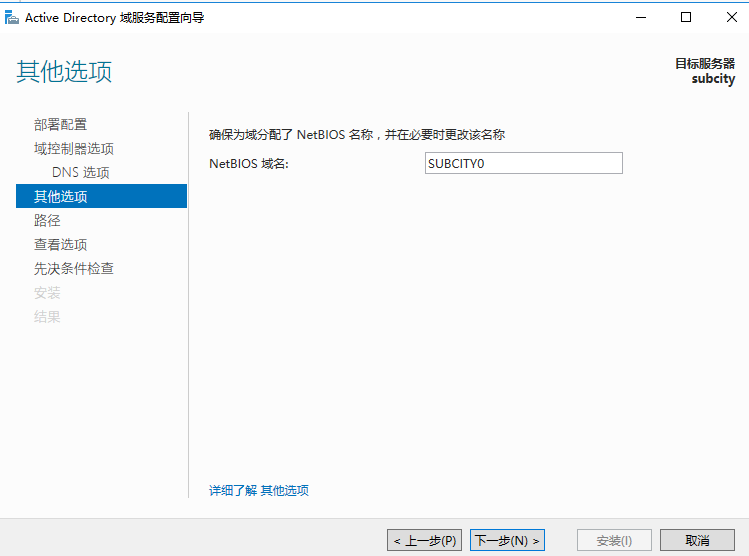 Active Directory 域服务配置向导
其他选项
目标服务器
subcity
部署配置
域控制器选项
DNS 选项
其他选项
路径
查看选项
先决条件检查
安装
结果
确保为域分配了 NetBIOS 名称，并在必要时更改该名称
NetBIOS 域名:
SUBCITY0
详细了解 其他选项
< 上一步(P)
下一步(N) >
安装(I)
取消